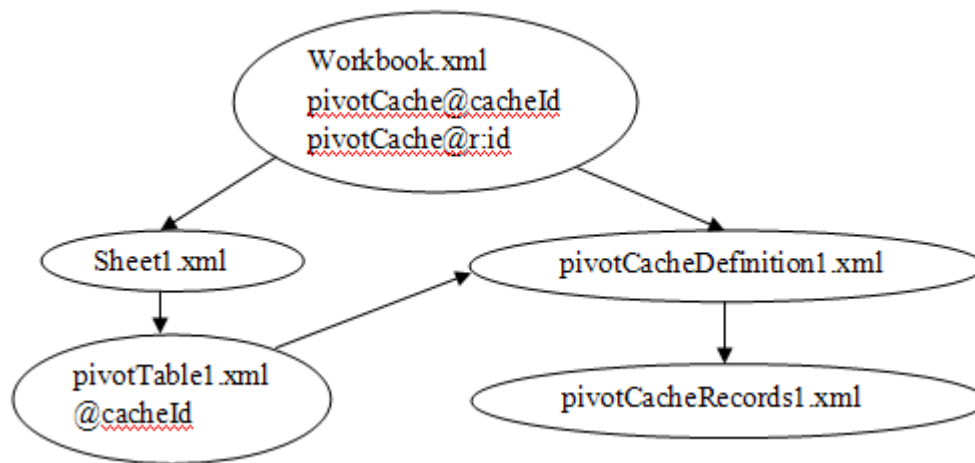 Workbook.xml
pivotCache@cacheId
pivotCache@r:id
Sheet1.xml
pivotCacheDefinition1.xml
pivotTable1.xml
@cacheId
pivotCacheRecords1.xml